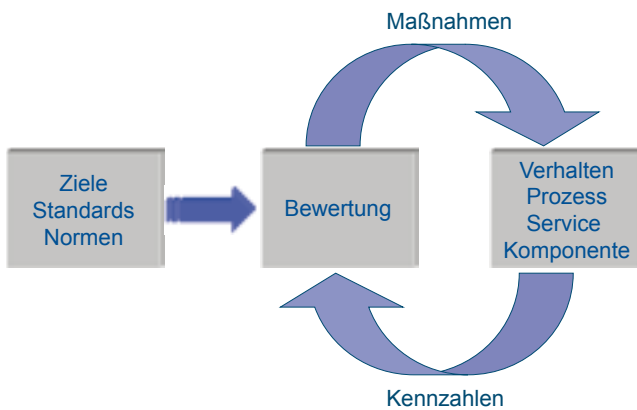 Maßnahmen
Ziele
Standards
Normen
Bewertung
Verhalten
Prozess
Service
Komponente
Kennzahlen